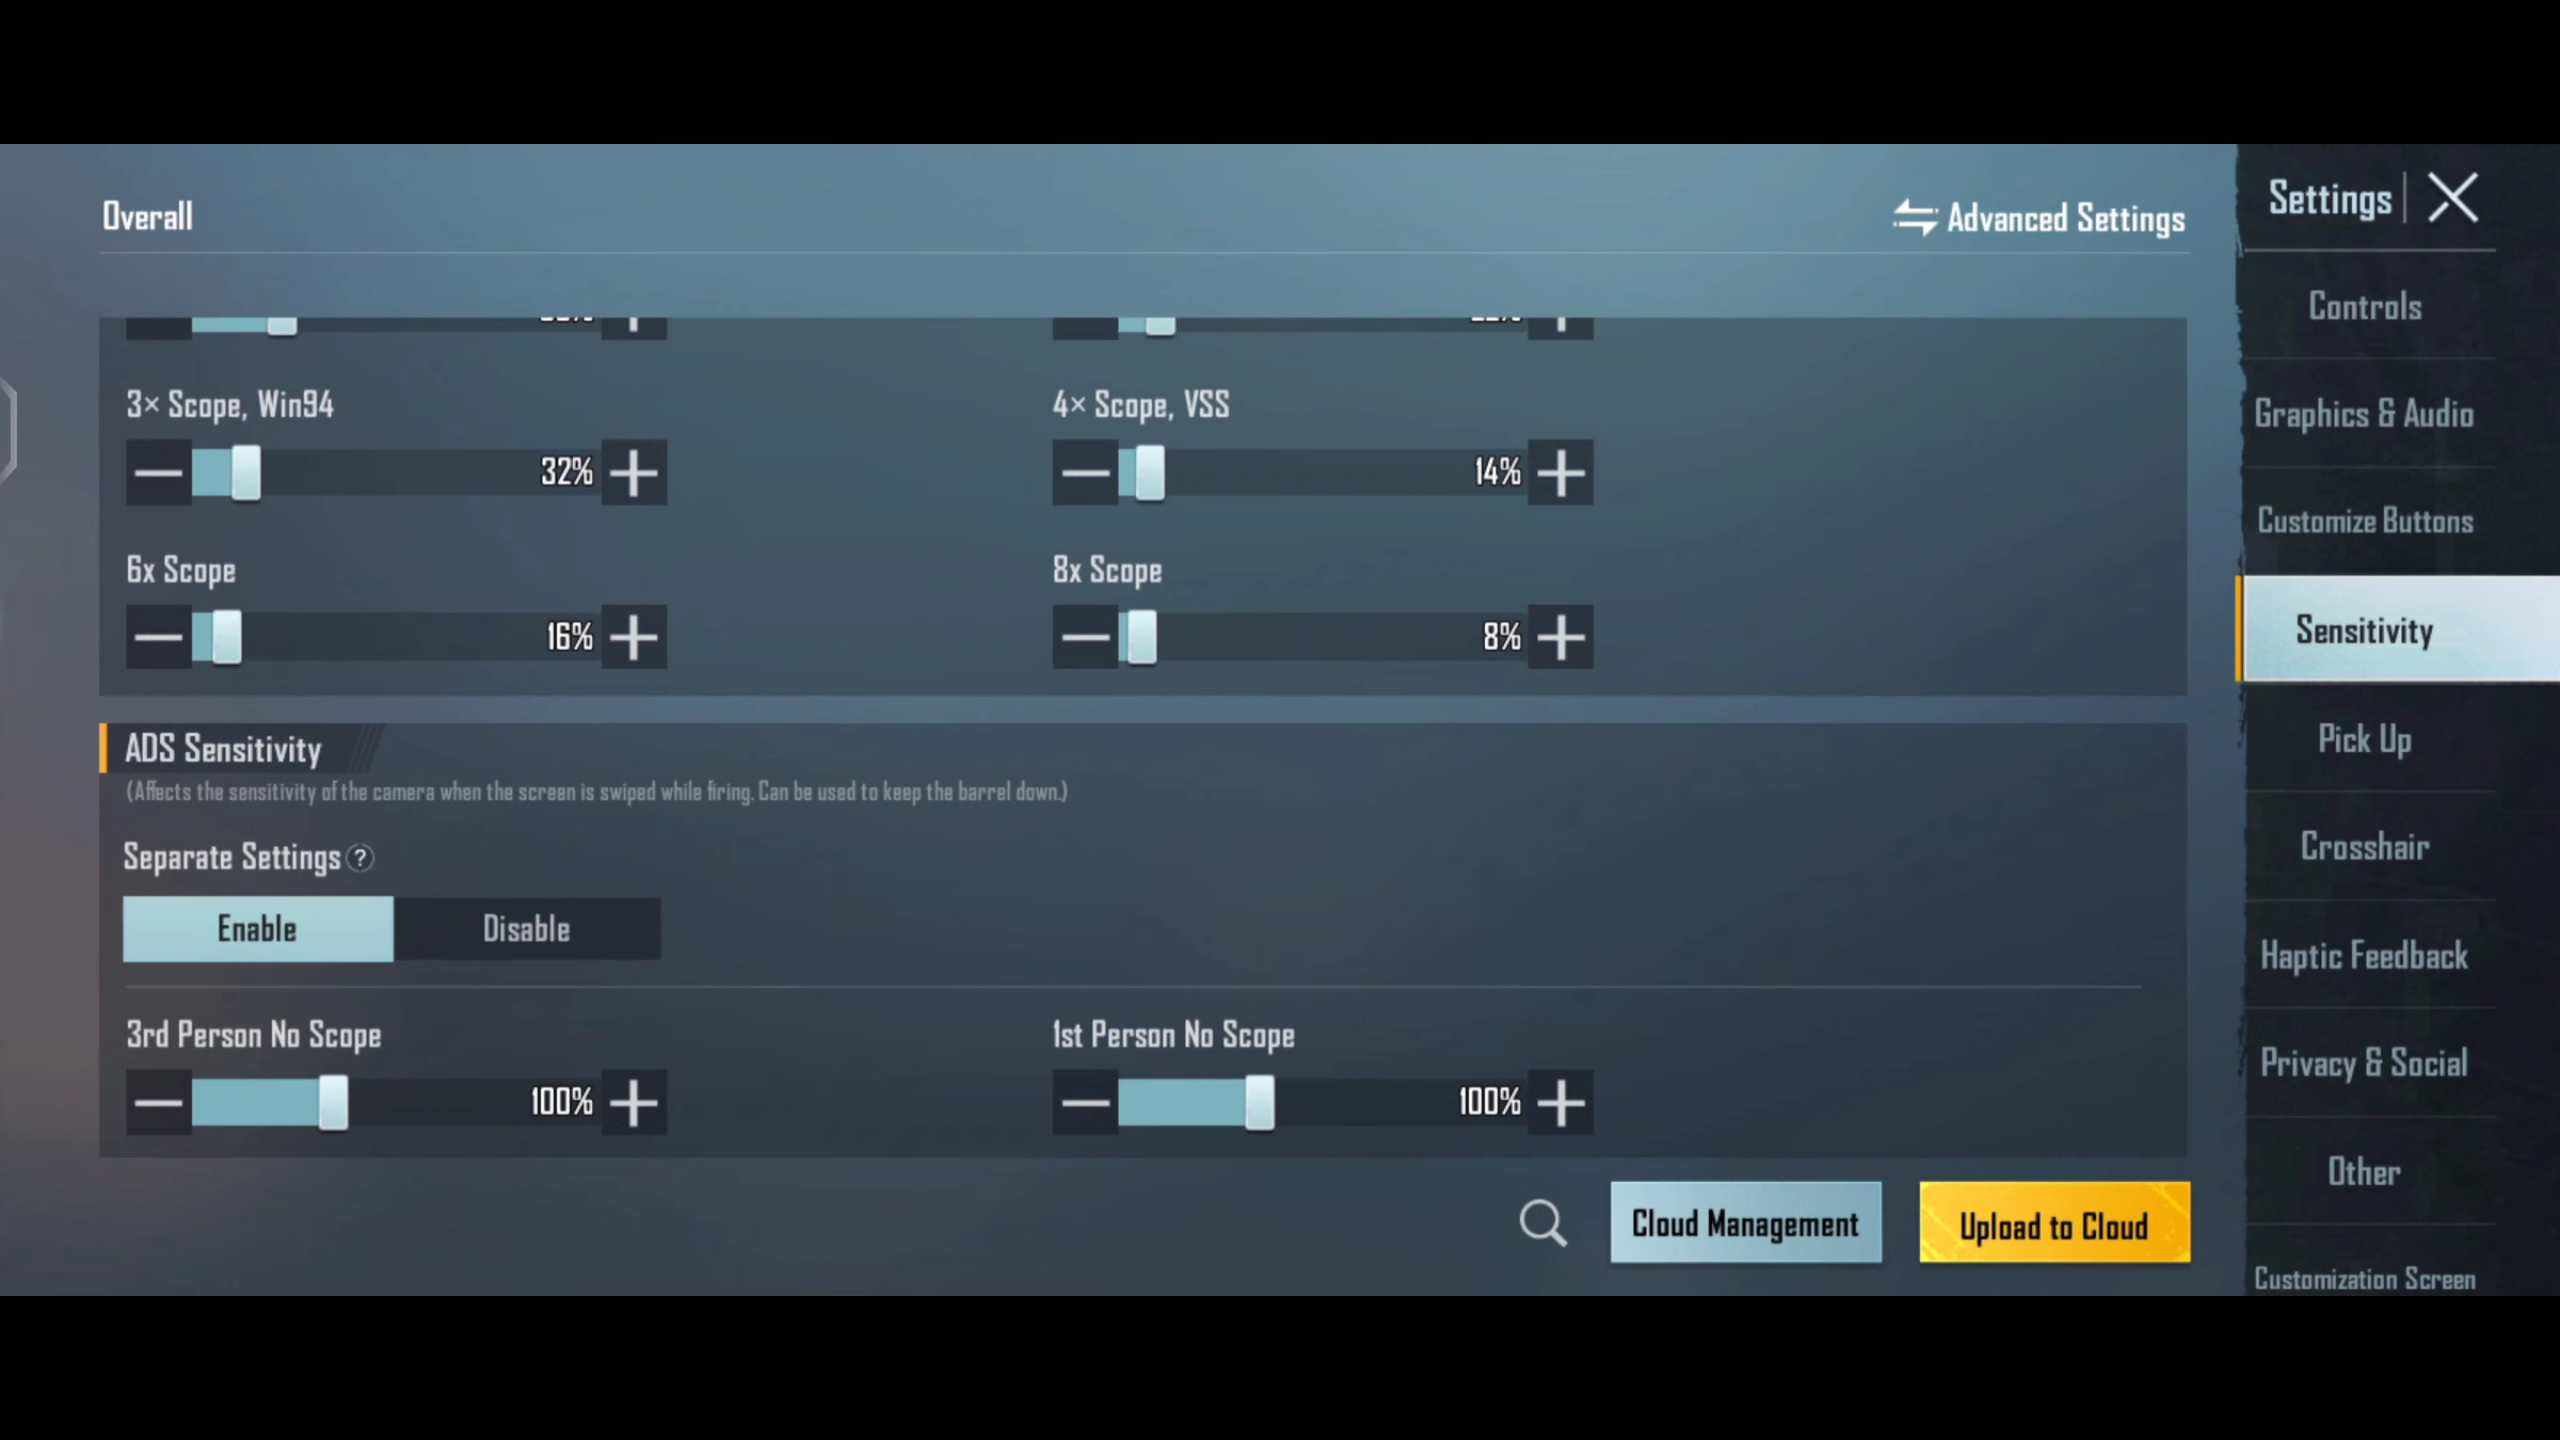 Overall
Advanced Settings
3× Scope, Win94
4× Scope, VSS
32%
14%
6x Scope
8x Scope
16%
8%
ADS Sensitivity
(Affects the sensitivity of the camera when the screen is swiped while firing. Can be used to keep the barrel down.)
Separate Settings ?
Enable
Disable
3rd Person No Scope
1st Person No Scope
100%
100%
Cloud Management
Upload to Cloud
Settings
Controls
Graphics & Audio
Customize Buttons
Sensitivity
Pick Up
Crosshair
Haptic Feedback
Privacy & Social
Other
Customization Screen